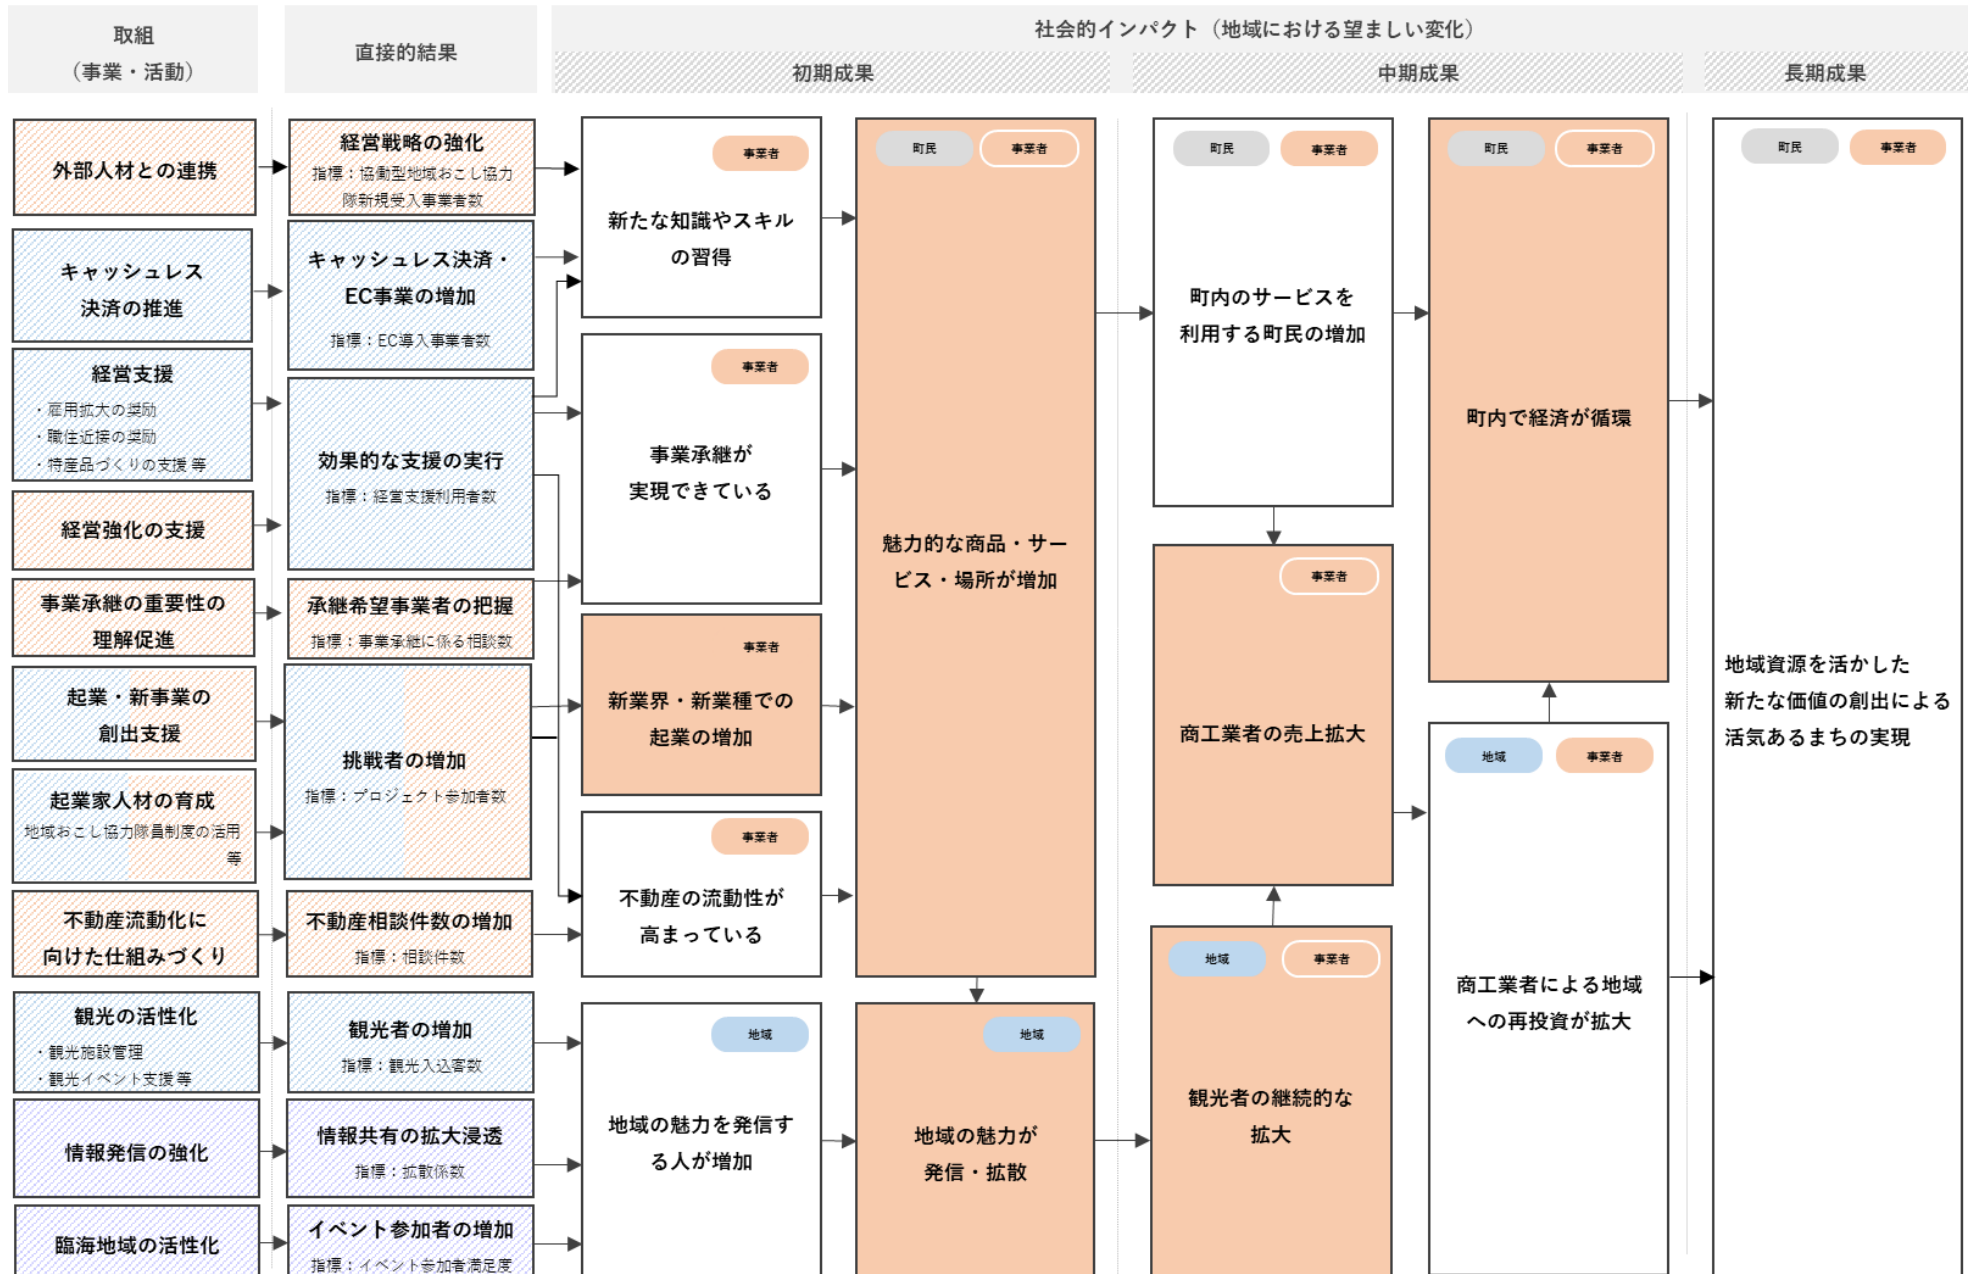 取組
（事業・活動）
直接的結果
社会的インパクト（地域における望ましい変化）
初期成果
中期成果
長期成果
外部人材との連携
キャッシュレス
決済の推進
経営支援
・雇用拡大の奨励
・職住近接の奨励
・特産品づくりの支援 等
経営強化の支援
事業承継の重要性の
理解促進
起業・新事業の
創出支援
起業家人材の育成
地域おこし協力隊員制度の活用
等
不動産流動化に
向けた仕組みづくり
観光の活性化
・観光施設管理
・観光イベント支援 等
情報発信の強化
臨海地域の活性化
経営戦略の強化
指標：協働型地域おこし協力
隊新規受入事業者数
キャッシュレス決済・
EC事業の増加
指標：EC導入事業者数
効果的な支援の実行
指標：経営支援利用者数
承継希望事業者の把握
指標：事業承継に係る相談数
挑戦者の増加
指標：プロジェクト参加者数
不動産相談件数の増加
指標：相談件数
観光者の増加
指標：観光入込客数
情報共有の拡大浸透
指標：拡散係数
イベント参加者の増加
指標：イベント参加者満足度
事業者
新たな知識やスキル
の習得
事業者
事業承継が
実現できている
事業者
新業界・新業種での
起業の増加
事業者
不動産の流動性が
高まっている
地域
地域の魅力を発信す
る人が増加
町民
事業者
魅力的な商品・サー
ビス・場所が増加
地域
地域の魅力が
発信・拡散
町民
事業者
町内のサービスを
利用する町民の増加
事業者
商工業者の売上拡大
地域
事業者
観光者の継続的な
拡大
町民
事業者
町内で経済が循環
地域
事業者
商工業者による地域
への再投資が拡大
町民
事業者
地域資源を活かした
新たな価値の創出による
活気あるまちの実現